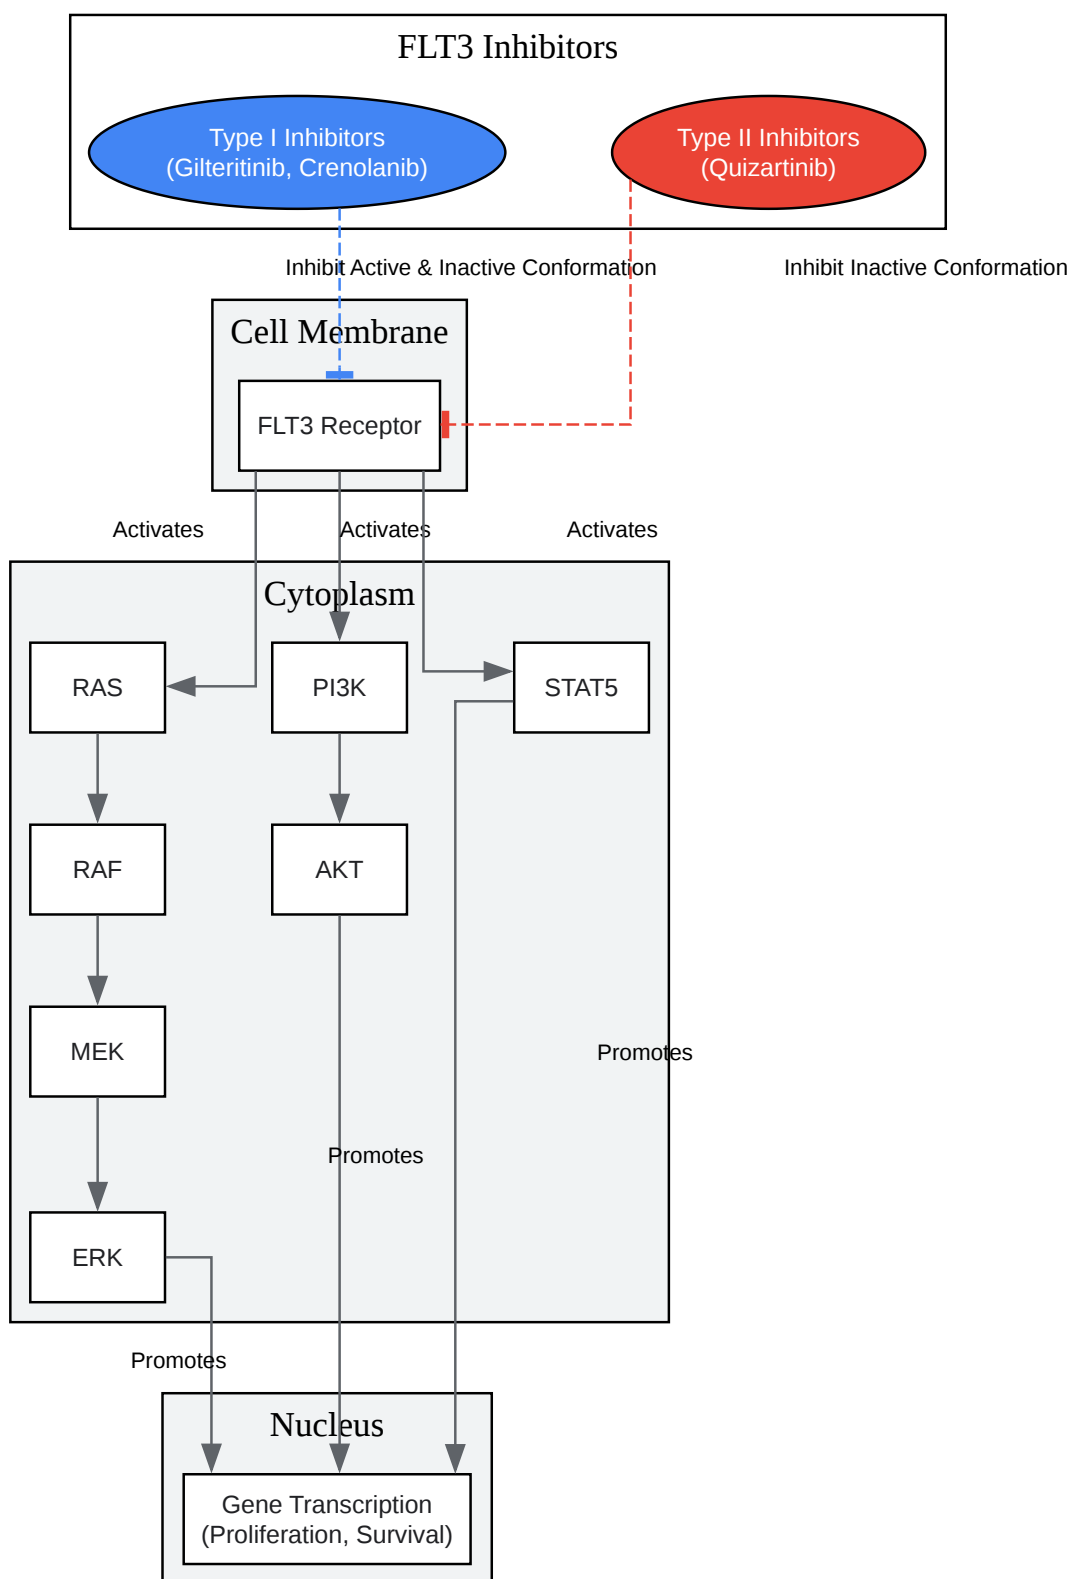 FLT3 Inhibitors
Type I Inhibitors
(Gilteritinib, Crenolanib)
Type II Inhibitors
(Quizartinib)
Inhibit Active & Inactive Conformation
Inhibit Inactive Conformation
Cell Membrane
FLT3 Receptor
Activates
Activates
Activates
Cytoplasm
RAS
PI3K
STAT5
RAF
AKT
MEK
Promotes
Promotes
ERK
Promotes
Nucleus
Gene Transcription
(Proliferation, Survival)